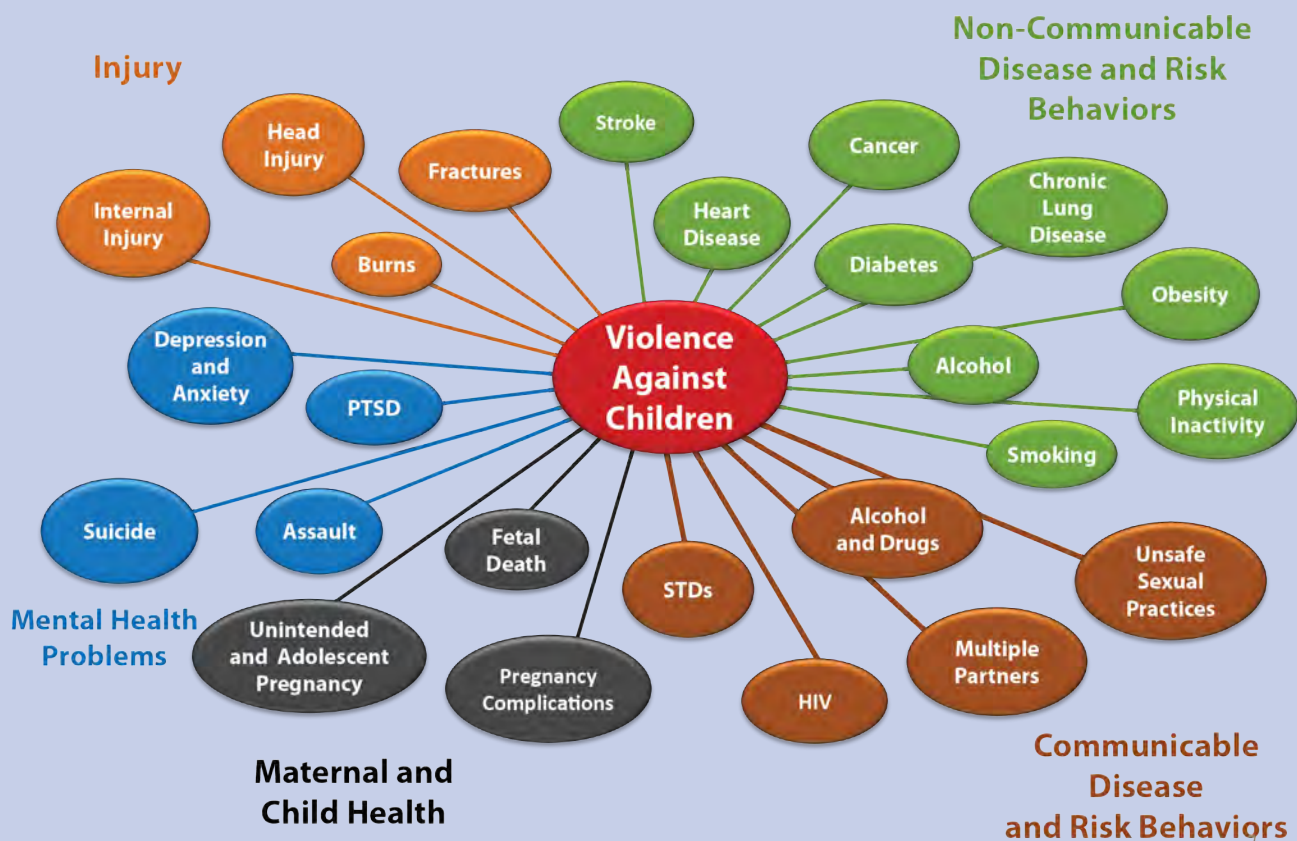 Non-Communicable
Disease and Risk
Behaviors
Injury
Stroke
Head
Injury
Cancer
Fractures
Chronic
Lung
Disease
Internal
Injury
Heart
Disease
Burns
Diabetes
Obesity
Violence
Against
Children
Depression
and
Anxiety
PTSD
Alcohol
Physical
Inactivity
Smoking
Suicide
Assault
Fetal
Death
Alcohol
and Drugs
STDs
Unsafe
Sexual
Practices
Mental Health
Problems
Unintended
and Adolescent
Pregnancy
Pregnancy
Complications
HIV
Multiple
Partners
Maternal and
Child Health
Communicable
Disease
and Risk Behaviors